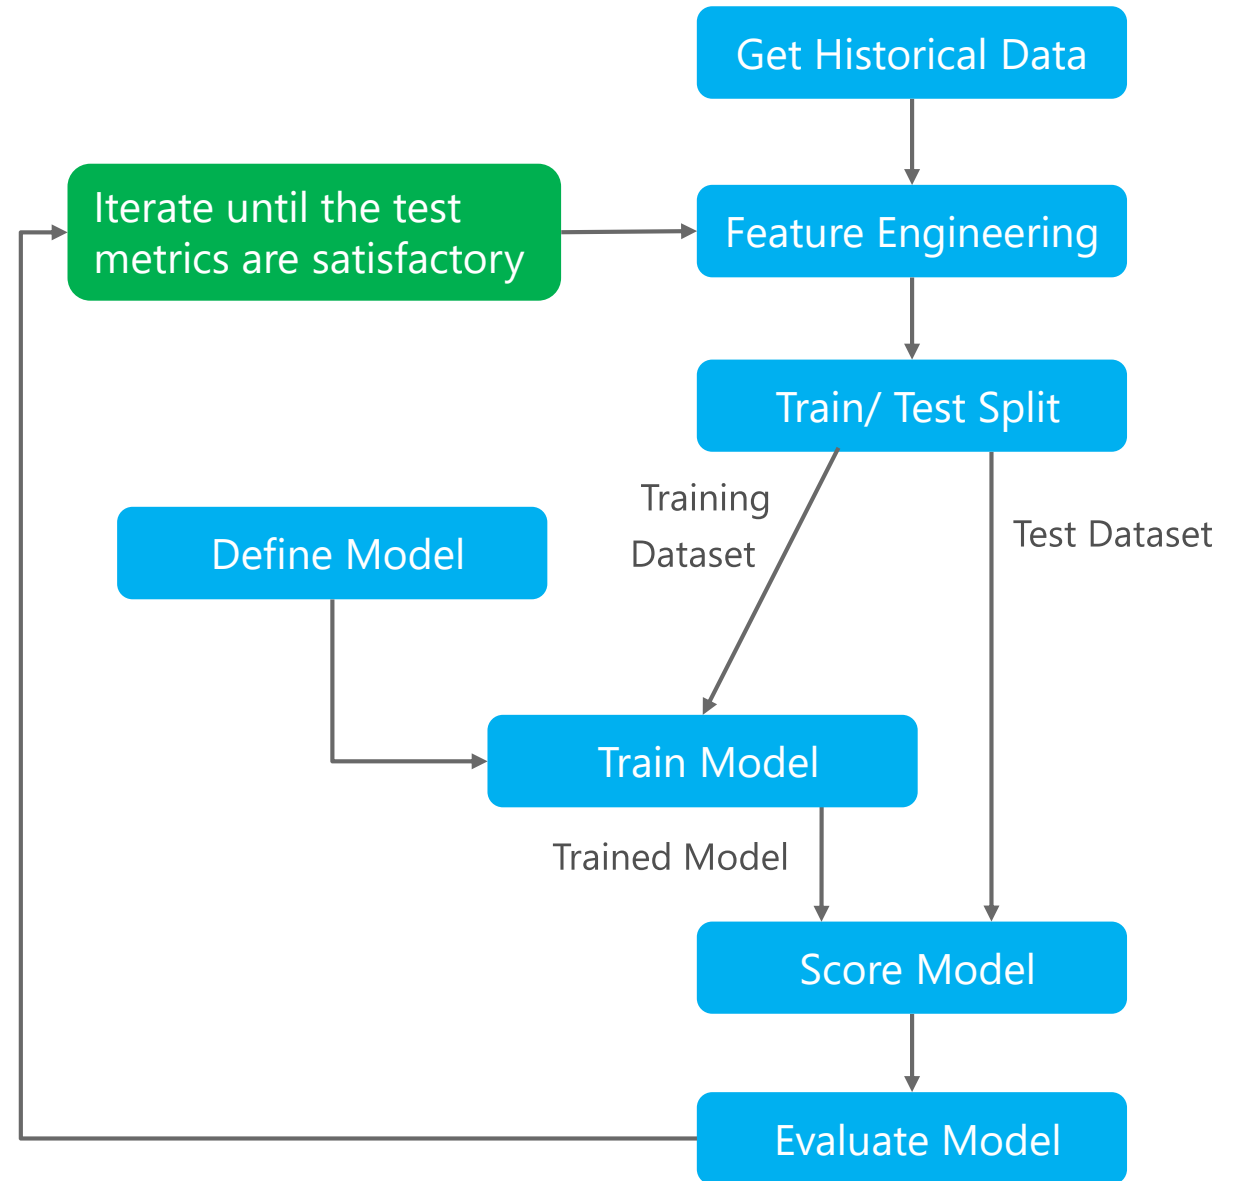 Get Historical Data
Iterate until the test
metrics are satisfactory
Feature Engineering
Train/ Test Split
Training
Dataset
Test Dataset
Define Model
Train Model
Trained Model
Score Model
Evaluate Model